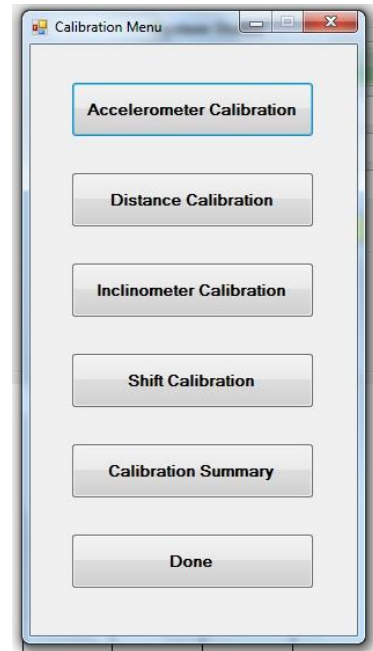 Calibration Menu
Accelerometer Calibration
Distance Calibration
Inclinometer Calibration
Shift Calibration
Calibration Summary
Done